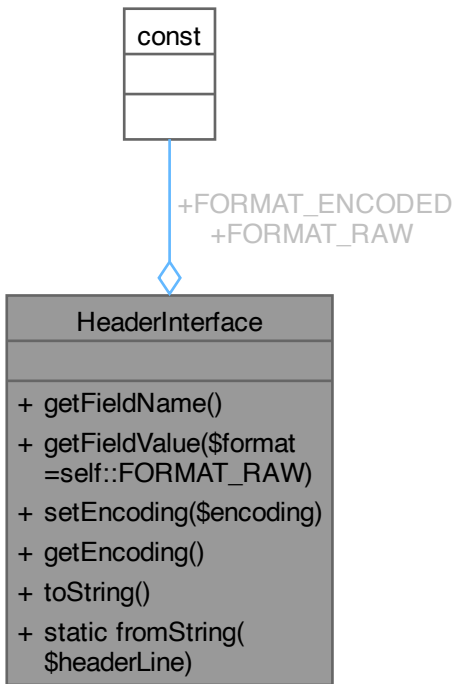 const
+FORMAT_ENCODED
+FORMAT_RAW
HeaderInterface
+ getFieldName()
+ getFieldValue($format
=self::FORMAT_RAW)
+ setEncoding($encoding)
+ getEncoding()
+ toString()
+ static fromString(
$headerLine)